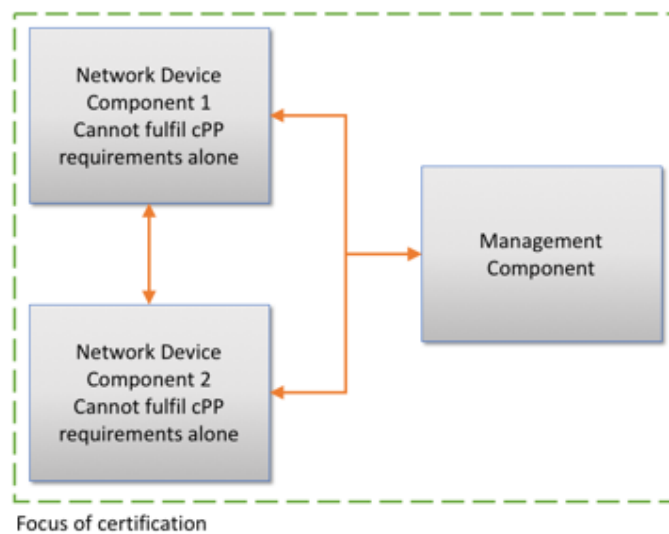 Network Device
Component 1
Cannot fulfil cPP
requirements alone
Management
Component
Network Device
Component 2
Cannot fulfil cPP
requirements alone
Focus of certification